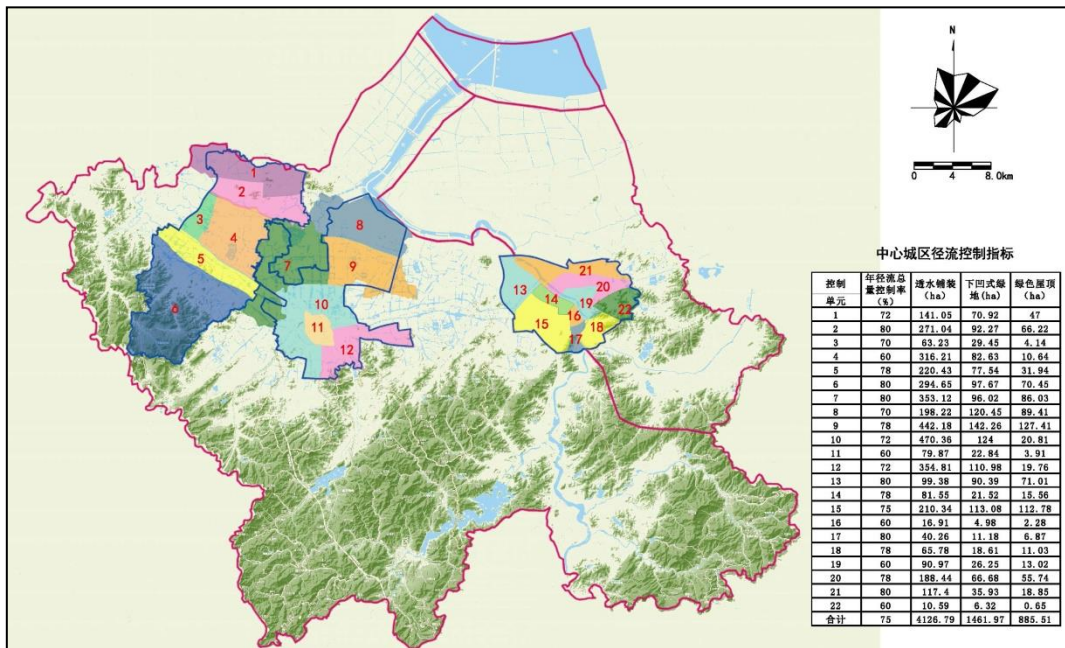 N
0 4 8.0km
中心城区径流控制指标
控制单元 年径流总量控制率(%) 透水铺装(ha) 下凹式绿地(ha) 绿色屋顶(ha)
1 72 141.05 70.92 47
2 80 271.04 92.27 66.22
3 70 63.23 29.45 4.14
4 60 316.21 82.63 10.64
5 78 220.43 77.54 31.94
6 80 294.65 97.67 70.45
7 80 353.12 96.02 86.03
8 70 198.22 120.45 89.41
9 78 442.18 142.26 127.41
10 72 470.36 124 20.81
11 60 79.87 22.84 3.91
12 72 354.81 110.98 19.76
13 80 99.38 90.39 71.01
14 78 81.55 21.52 15.56
15 75 210.34 113.08 112.78
16 60 16.91 4.98 2.28
17 80 40.26 11.18 6.87
18 78 65.78 18.61 11.03
19 60 90.97 26.25 13.02
20 78 188.44 66.68 55.74
21 80 117.4 35.93 18.85
22 60 10.59 6.32 0.65
合计 75 4126.79 1461.97 885.51
1
2
3
4
5
6
7
8
9
10
11
12
13
14
15
16
17
18
19
20
21
22